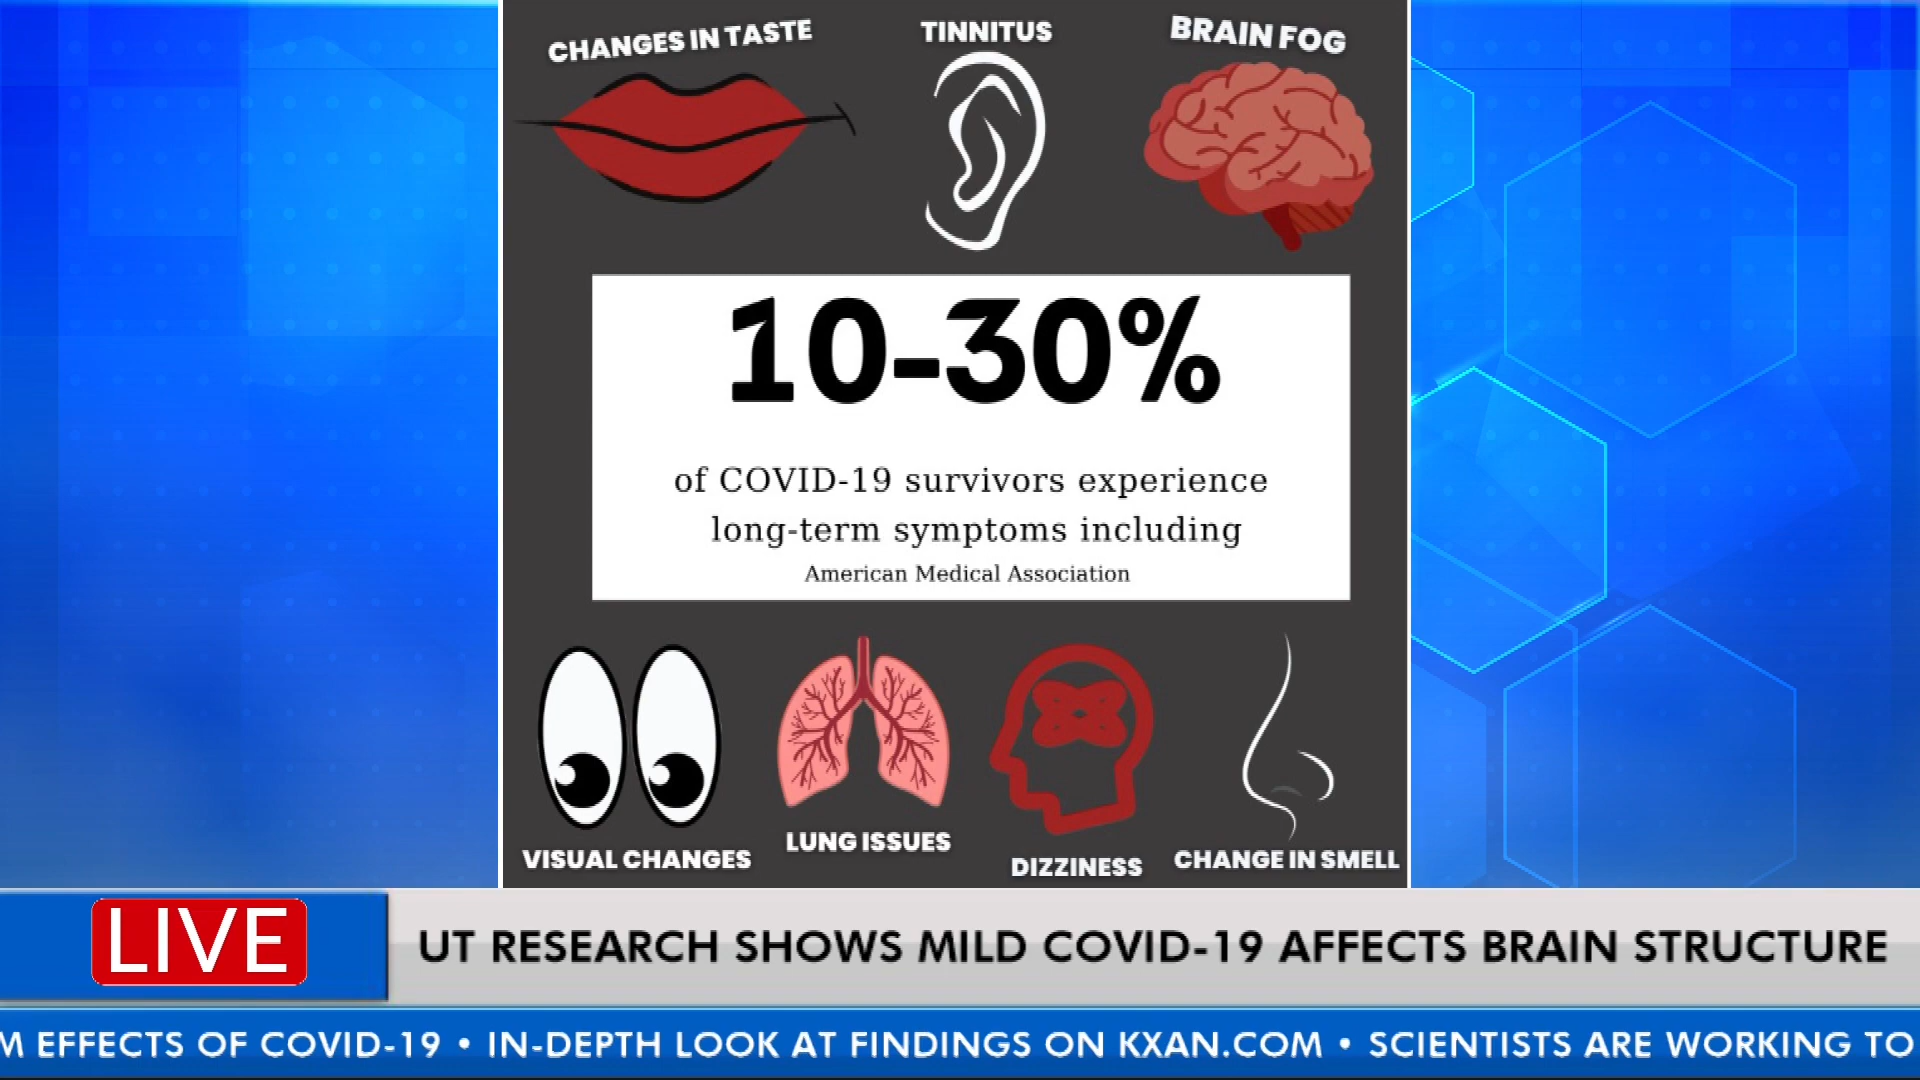 CHANGES IN TASTE
TINNITUS
BRAIN FOG
10-30%
of COVID-19 survivors experience
long-term symptoms including
American Medical Association
VISUAL CHANGES
LUNG ISSUES
DIZZINESS
CHANGE IN SMELL
LIVE
UT RESEARCH SHOWS MILD COVID-19 AFFECTS BRAIN STRUCTURE
M EFFECTS OF COVID-19 • IN-DEPTH LOOK AT FINDINGS ON KXAN.COM • SCIENTISTS ARE WORKING TO